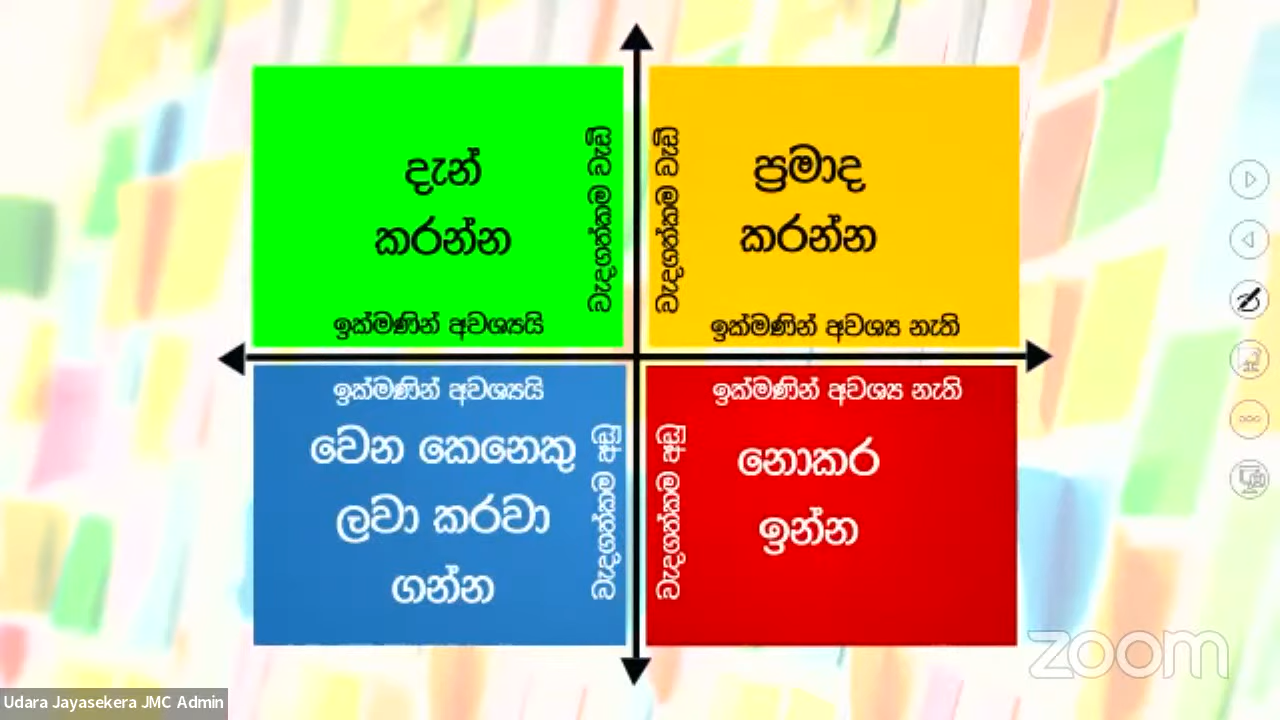 දැන්
කරන්න
ඉක්මණින් අවශ්‍යයි
වැදගත්කම වැඩි
ප්‍රමාද
කරන්න
ඉක්මණින් අවශ්‍ය නැති
වැදගත්කම වැඩි
ඉක්මණින් අවශ්‍යයි
වෙන කෙනෙකු
ලවා කරවා
ගන්න
වැදගත්කම අඩු
ඉක්මණින් අවශ්‍ය නැති
නොකර
ඉන්න
වැදගත්කම අඩු
zoom
Udara Jayasekera JMC Admin